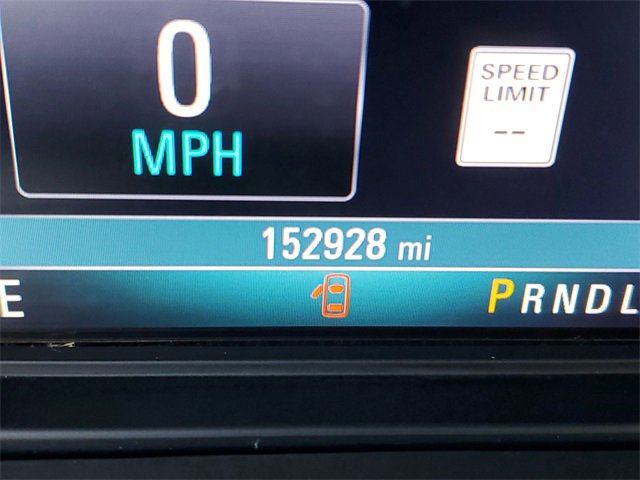 0
MPH
SPEED
LIMIT
--
152928 mi
E
PRNDL